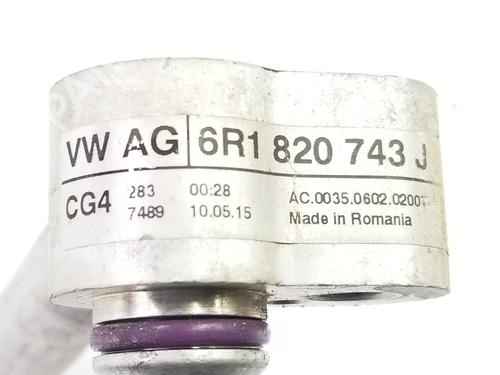 VW AG 6R1 820 743 J
CG4 283 00:28 AC.0035.0602.0200
7489 10.05.15 Made in Romania